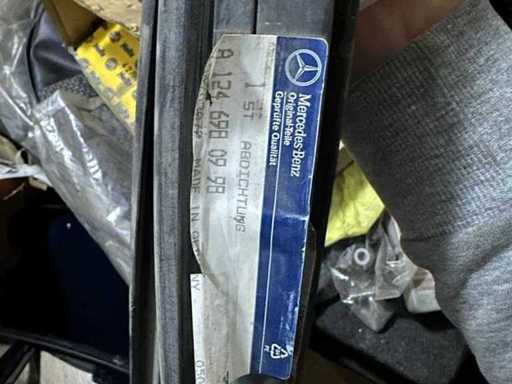 Mercedes-Benz
Original-Teile
Geprüfte Qualität
1 ST ABDICHTUNG
A 124 698 09 98
MADE IN